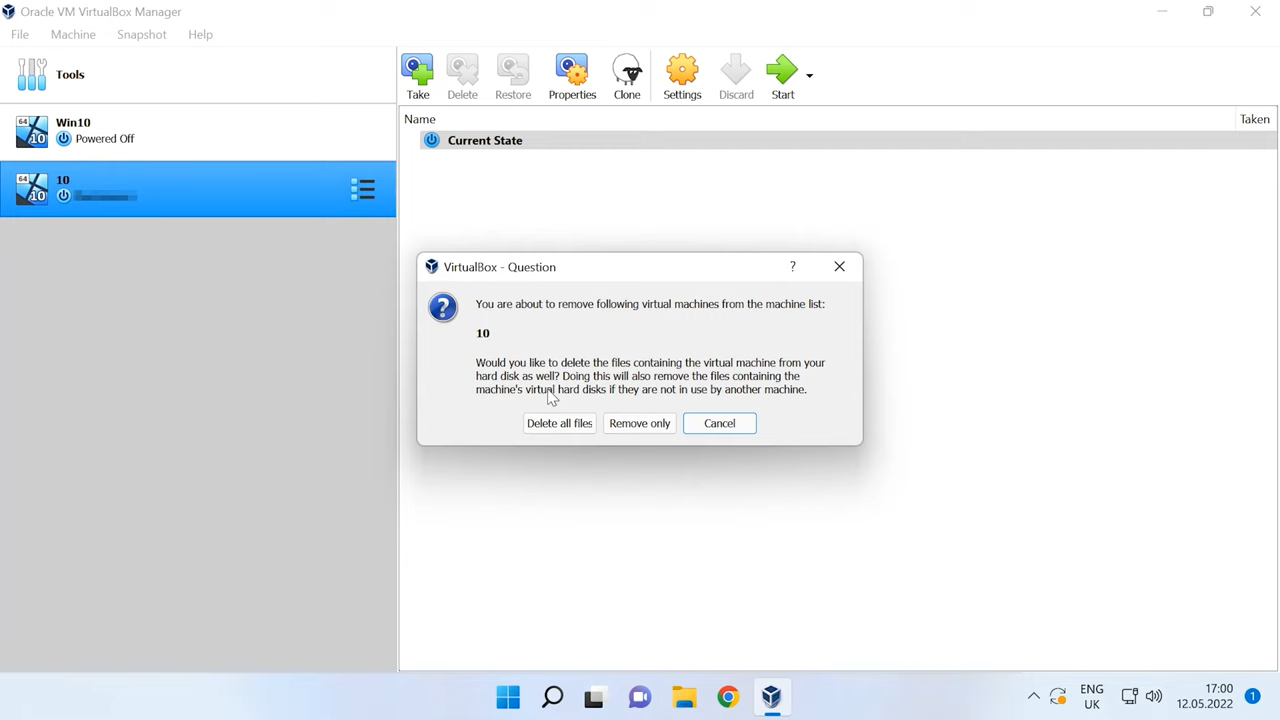 Oracle VM VirtualBox Manager
File Machine Snapshot Help
Tools
Take Delete Restore Properties Clone Settings Discard Start
Name Taken
64
10
Win10
Powered Off
Current State
64
10
10
VirtualBox - Question
?
?
You are about to remove following virtual machines from the machine list:
10
Would you like to delete the files containing the virtual machine from your
hard disk as well? Doing this will also remove the files containing the
machine's virtual hard disks if they are not in use by another machine.
Delete all files Remove only Cancel
ENG
UK
17:00
12.05.2022
1